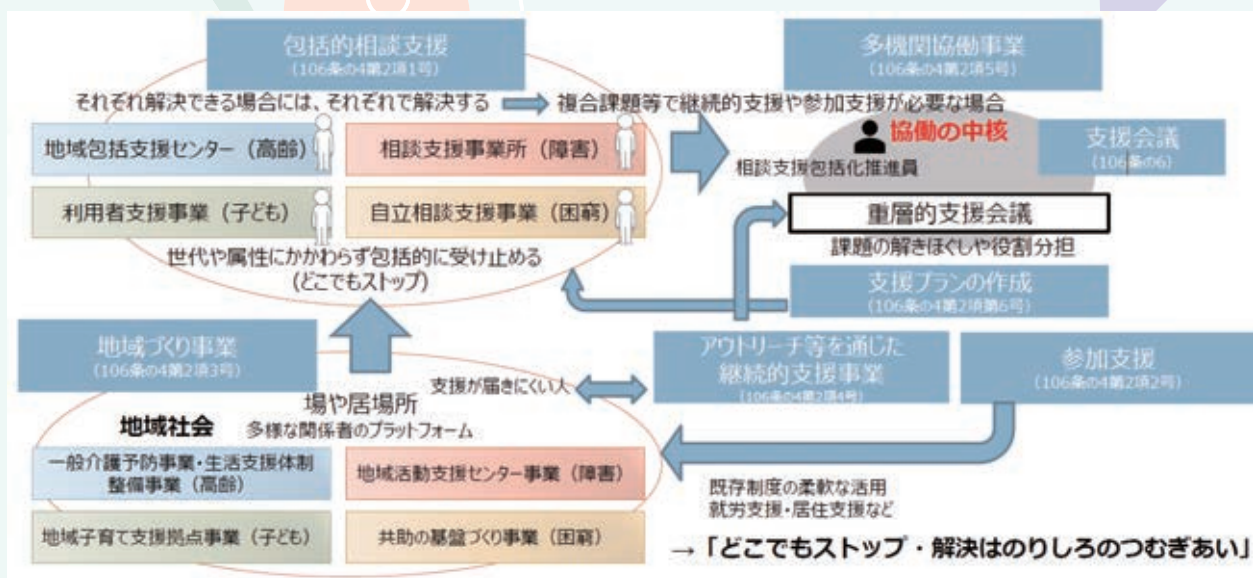 包括的相談支援
(106条の4第2項1号)
それぞれ解決できる場合には、それぞれで解決する
地域包括支援センター（高齢）
相談支援事業所（障害）
利用者支援事業（子ども）
自立相談支援事業（困窮）
世代や属性にかかわらず包括的に受け止める
(どこでもストップ)
多機関協働事業
(106条の4第2項5号)
複合課題等で継続的支援や参加支援が必要な場合
協働の中核
相談支援包括化推進員
支援会議
(106条の6)
重層的支援会議
課題の解きほぐしや役割分担
支援プランの作成
(106条の4第2項第6号)
地域づくり事業
(106条の4第2項3号)
支援が届きにくい人
アウトリーチ等を通じた
継続的支援事業
(106条の4第2項4号)
参加支援
(106条の4第2項2号)
場や居場所
地域社会
多様な関係者のプラットフォーム
一般介護予防事業・生活支援体制
整備事業（高齢）
地域活動支援センター事業（障害）
地域子育て支援拠点事業（子ども）
共助の基盤づくり事業（困窮）
既存制度の柔軟な活用
就労支援・居住支援など
→「どこでもストップ・解決はのりしろのつむぎあい」